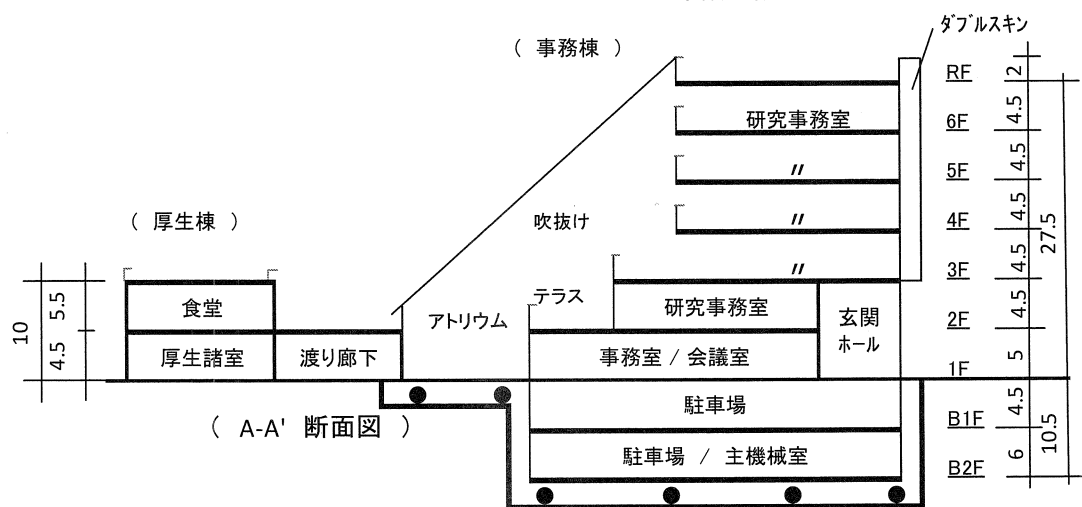 ダブルスキン
( 事務棟 )
RF
2
研究事務室
6F
4.5
〃
5F
4.5
〃
4F
4.5
27.5
( 厚生棟 )
吹抜け
〃
3F
4.5
10
5.5
食堂
アトリウム
テラス
研究事務室
玄関
ホール
2F
4.5
4.5
厚生諸室
渡り廊下
事務室 / 会議室
1F
5
駐車場
B1F
4.5
10.5
( A-A' 断面図 )
駐車場 / 主機械室
B2F
6